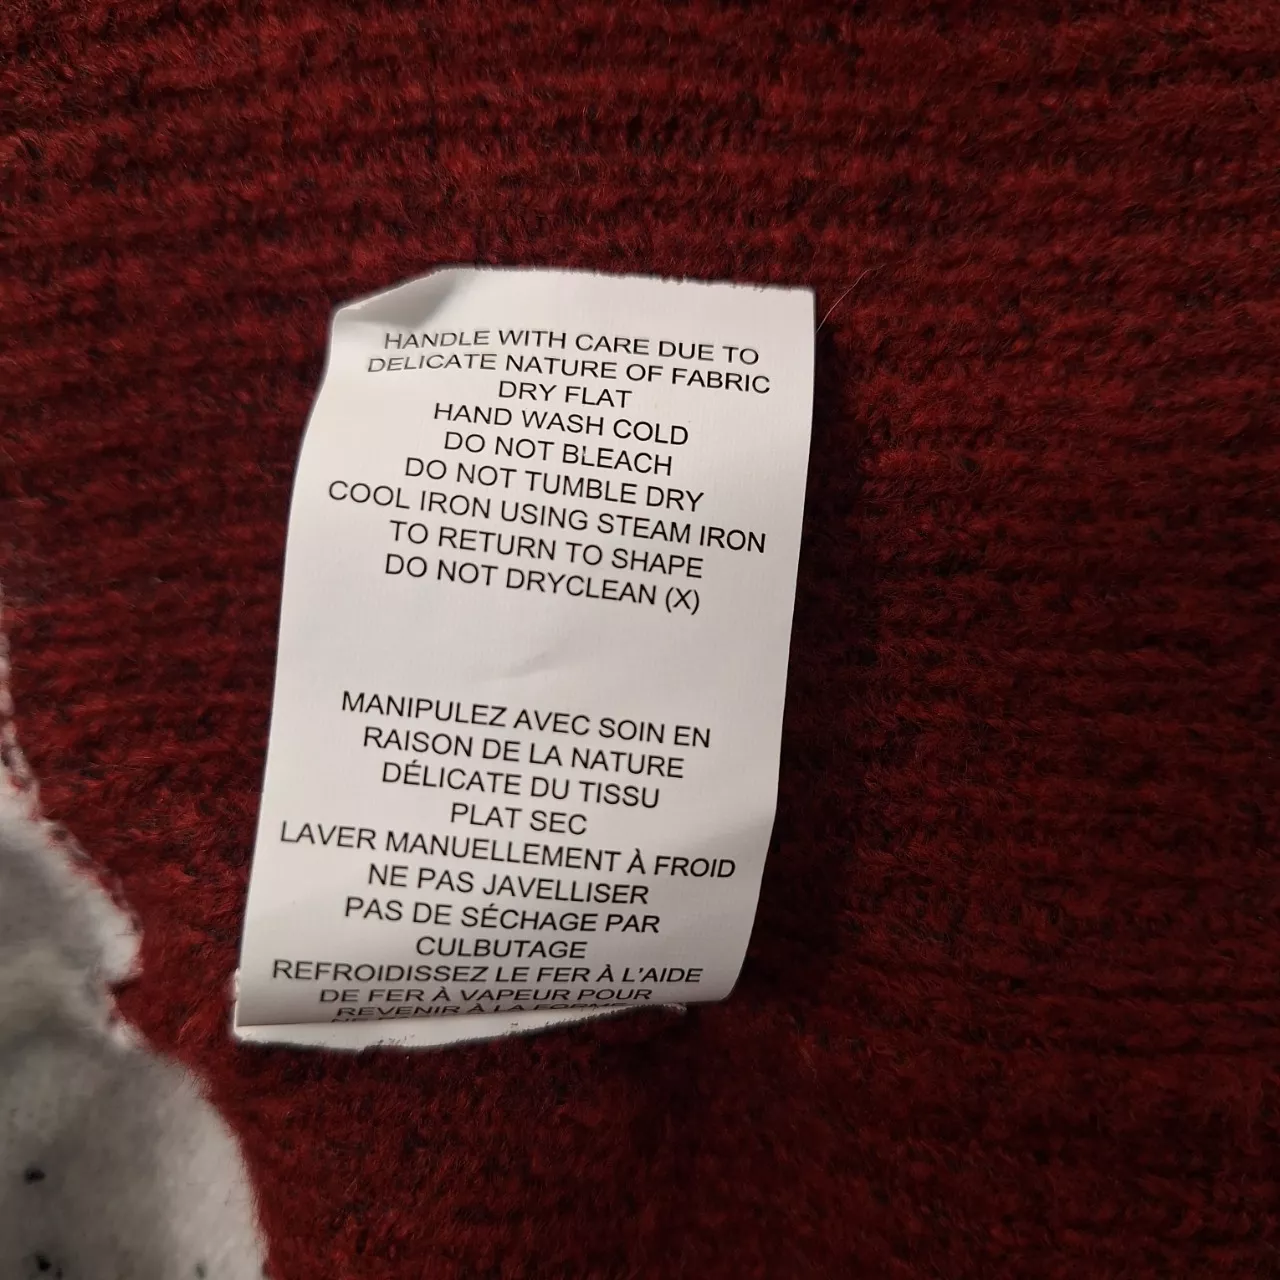 HANDLE WITH CARE DUE TO
DELICATE NATURE OF FABRIC
DRY FLAT
HAND WASH COLD
DO NOT BLEACH
DO NOT TUMBLE DRY
COOL IRON USING STEAM IRON
TO RETURN TO SHAPE
DO NOT DRYCLEAN (X)
MANIPULEZ AVEC SOIN EN
RAISON DE LA NATURE
DÉLICATE DU TISSU
PLAT SEC
LAVER MANUELLEMENT À FROID
NE PAS JAVELLISER
PAS DE SÉCHAGE PAR
CULBUTAGE
REFROIDISSEZ LE FER À L'AIDE
DE FER À VAPEUR POUR
REVENIR À LA FORME